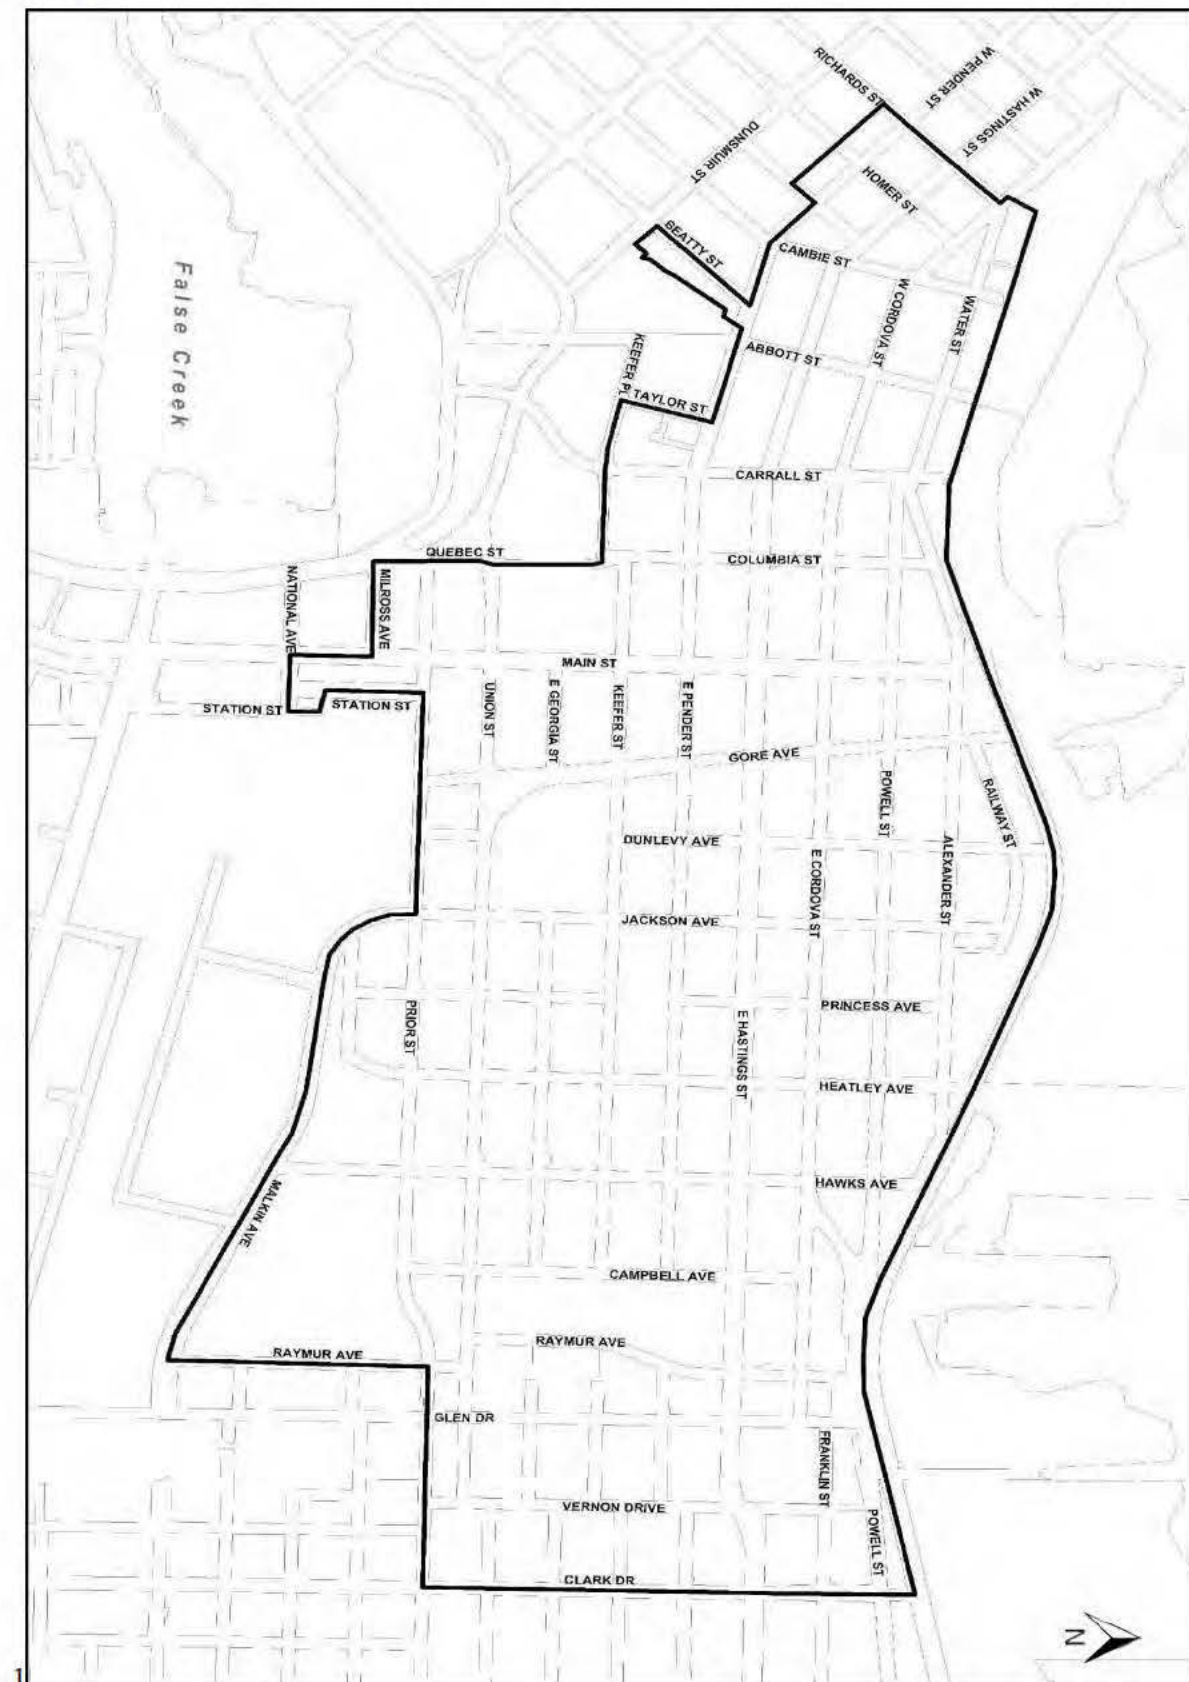 RICHARDS ST
W PENDER ST
W HASTINGS ST
DUNSMUIR ST
HOMER ST
BEATTY ST
CAMBIE ST
False Creek
W CORDOVA ST
WATER ST
ABBOTT ST
KEEFER PL
TAYLOR ST
CARRALL ST
QUEBEC ST
COLUMBIA ST
NATIONAL AVE
MILROSS AVE
MAIN ST
STATION ST
STATION ST
UNION ST
E GEORGIA ST
KEEFER ST
E PENDER ST
GORE AVE
POWELL ST
RAILWAY ST
DUNLEVY AVE
E CORDOVA ST
ALEXANDER ST
JACKSON AVE
PRIOR ST
PRINCESS AVE
E HASTINGS ST
HEATLEY AVE
MALKIN AVE
HAWKS AVE
CAMPBELL AVE
RAYMUR AVE
RAYMUR AVE
GLEN DR
FRANKLIN ST
VERNON DRIVE
POWELL ST
CLARK DR
N
1